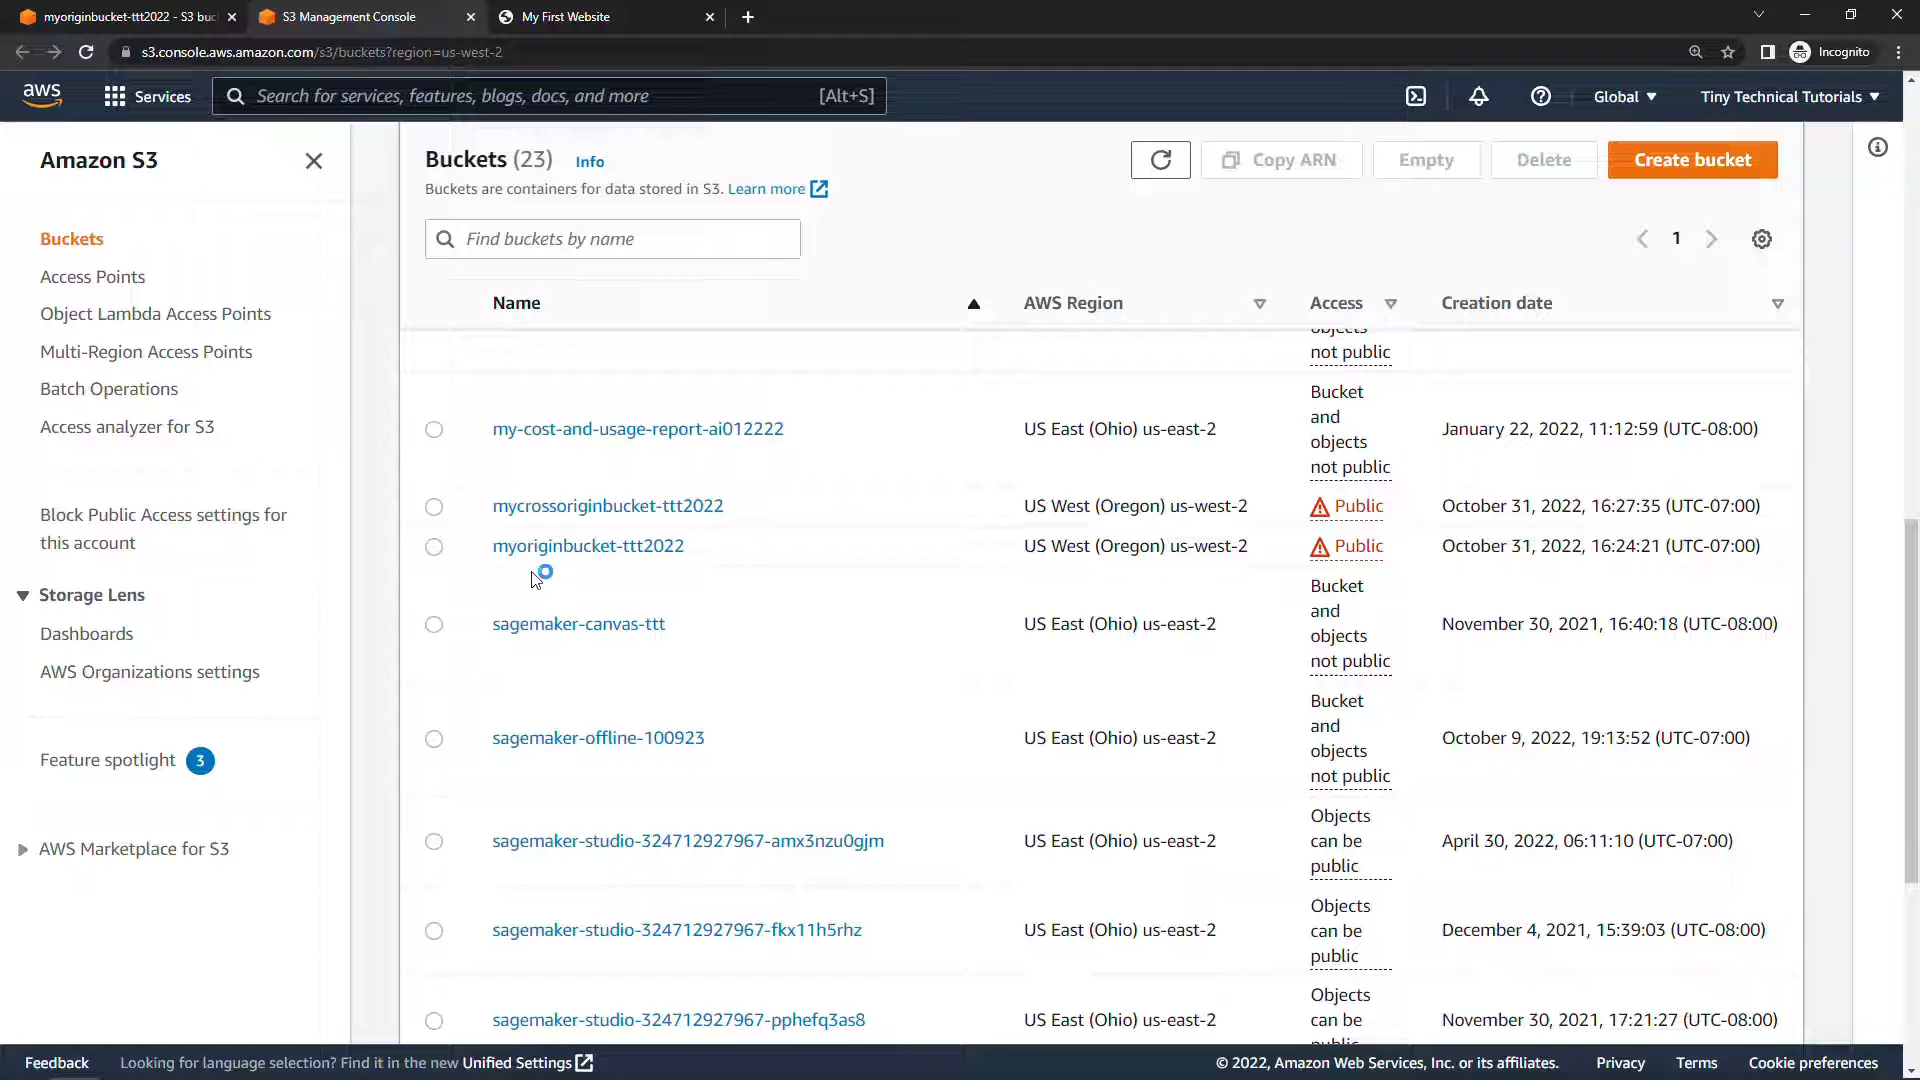 myoriginbucket-ttt2022 - S3 buc
S3 Management Console
My First Website
s3.console.aws.amazon.com/s3/buckets?region=us-west-2
Incognito
aws
Services
Search for services, features, blogs, docs, and more
[Alt+S]
Global
Tiny Technical Tutorials
Amazon S3
Buckets
Access Points
Object Lambda Access Points
Multi-Region Access Points
Batch Operations
Access analyzer for S3
Block Public Access settings for
this account
Storage Lens
Dashboards
AWS Organizations settings
Feature spotlight 3
AWS Marketplace for S3
Buckets (23) Info
Buckets are containers for data stored in S3. Learn more
Copy ARN
Empty
Delete
Create bucket
Find buckets by name
1
Name
AWS Region
Access
Creation date
objects
not public
my-cost-and-usage-report-ai012222
US East (Ohio) us-east-2
Bucket
and
objects
not public
January 22, 2022, 11:12:59 (UTC-08:00)
mycrossoriginbucket-ttt2022
US West (Oregon) us-west-2
Public
October 31, 2022, 16:27:35 (UTC-07:00)
myoriginbucket-ttt2022
US West (Oregon) us-west-2
Public
October 31, 2022, 16:24:21 (UTC-07:00)
sagemaker-canvas-ttt
US East (Ohio) us-east-2
Bucket
and
objects
not public
November 30, 2021, 16:40:18 (UTC-08:00)
sagemaker-offline-100923
US East (Ohio) us-east-2
Bucket
and
objects
not public
October 9, 2022, 19:13:52 (UTC-07:00)
sagemaker-studio-324712927967-amx3nzu0gjm
US East (Ohio) us-east-2
Objects
can be
public
April 30, 2022, 06:11:10 (UTC-07:00)
sagemaker-studio-324712927967-fkx11h5rhz
US East (Ohio) us-east-2
Objects
can be
public
December 4, 2021, 15:39:03 (UTC-08:00)
sagemaker-studio-324712927967-pphefq3as8
US East (Ohio) us-east-2
Objects
can be
public
November 30, 2021, 17:21:27 (UTC-08:00)
Feedback
Looking for language selection? Find it in the new Unified Settings
© 2022, Amazon Web Services, Inc. or its affiliates.
Privacy
Terms
Cookie preferences